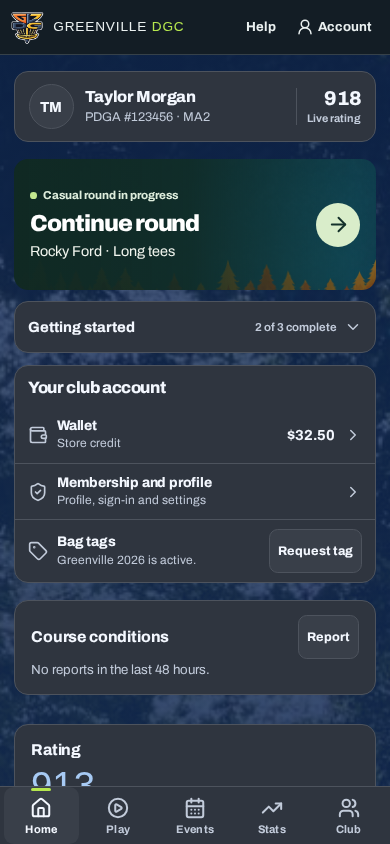 GREENVILLE DGC
Help
Account
TM
Taylor Morgan
PDGA #123456 · MA2
918
Live rating
Casual round in progress
Continue round
Rocky Ford · Long tees
Getting started
2 of 3 complete
Your club account
Wallet
Store credit
$32.50
Membership and profile
Profile, sign-in and settings
Bag tags
Greenville 2026 is active.
Request tag
Course conditions
Report
No reports in the last 48 hours.
Rating
913
Home
Play
Events
Stats
Club